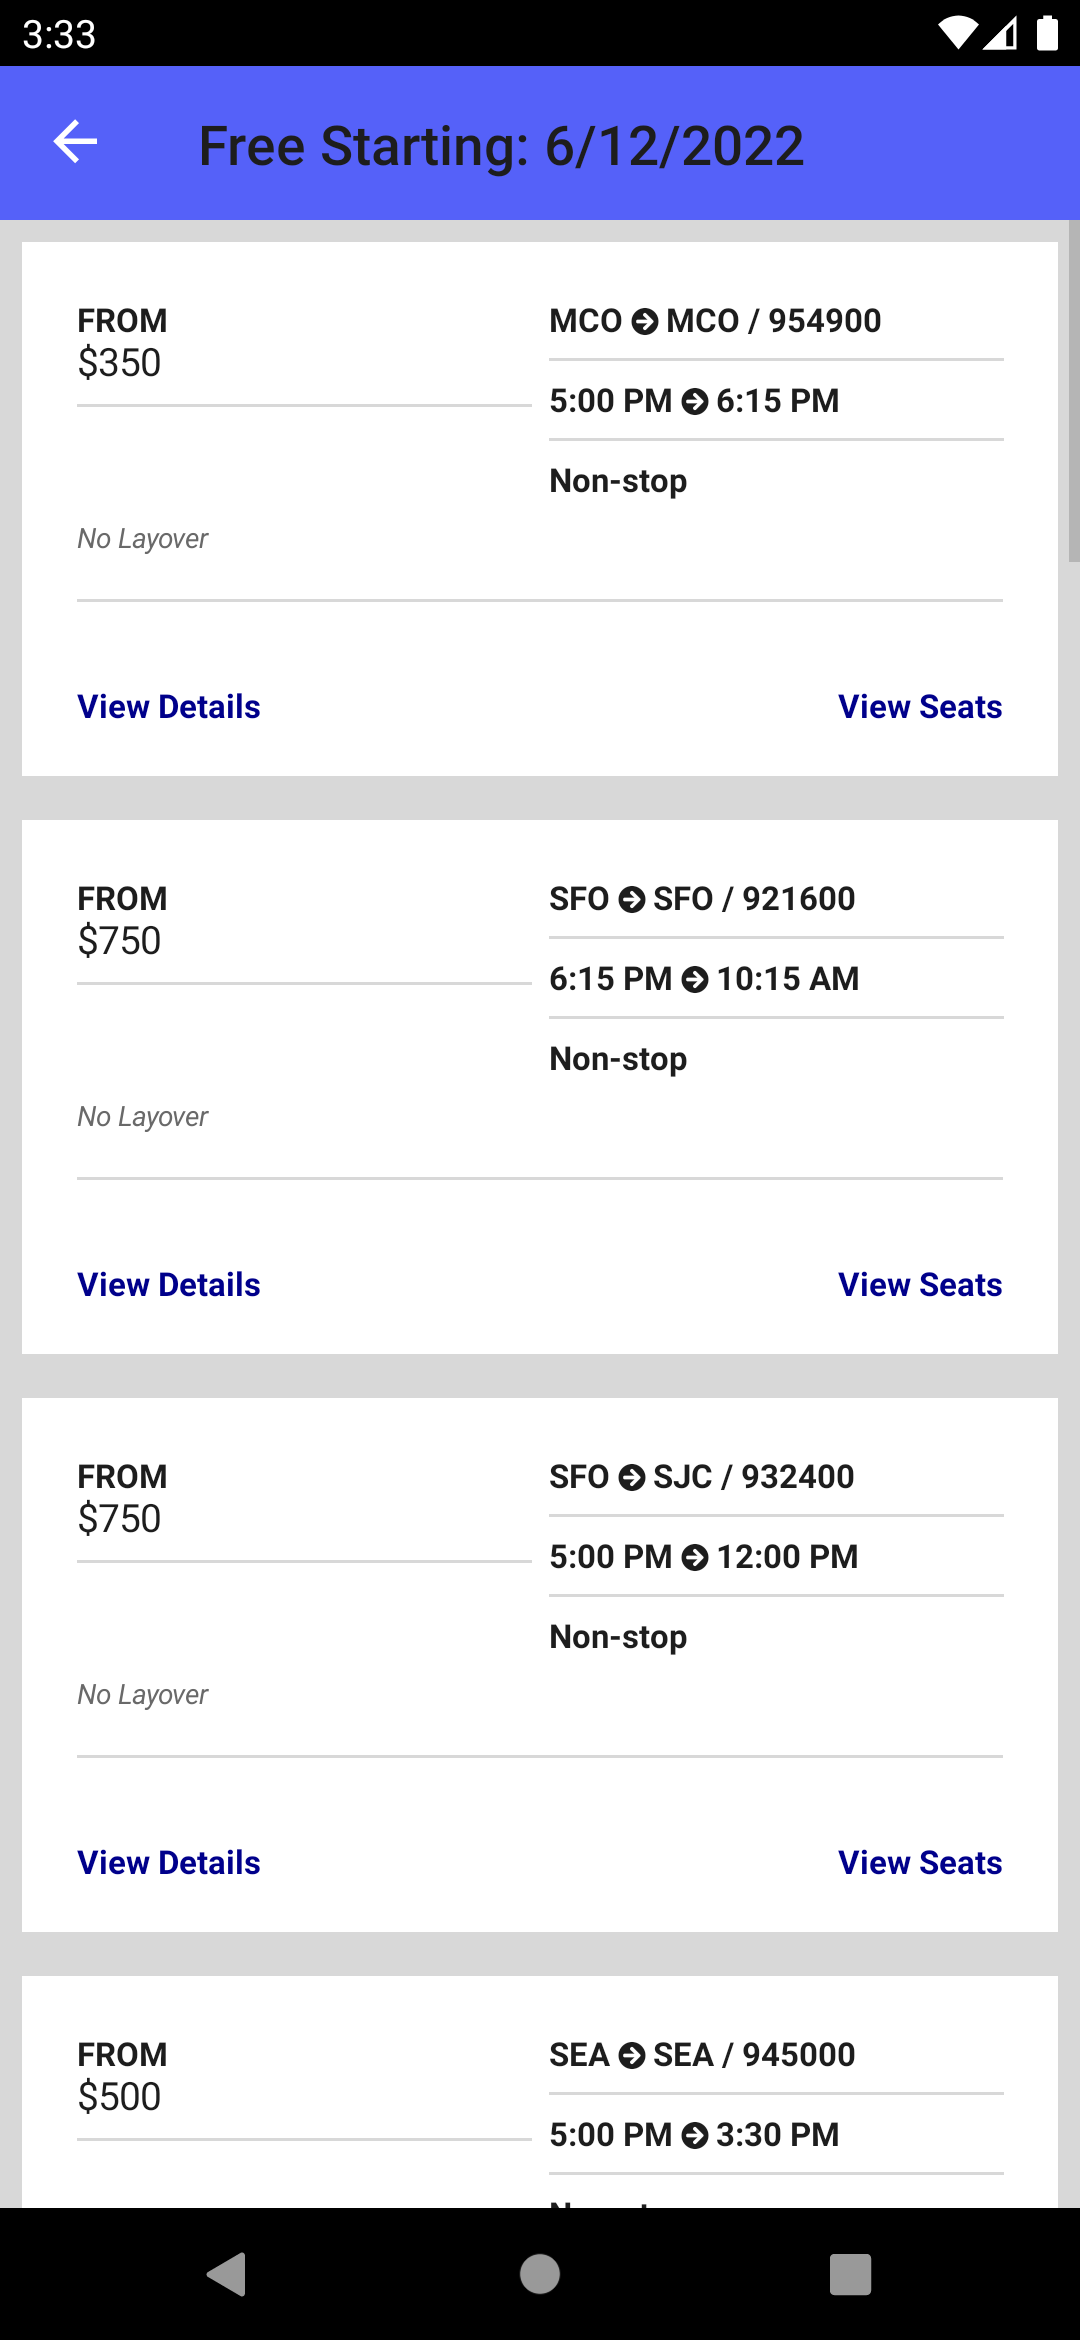 3:33
Free Starting: 6/12/2022
FROM
$350
MCO MCO / 954900
5:00 PM 6:15 PM
Non-stop
No Layover
View Details
View Seats
FROM
$750
SFO SFO / 921600
6:15 PM 10:15 AM
Non-stop
No Layover
View Details
View Seats
FROM
$750
SFO SJC / 932400
5:00 PM 12:00 PM
Non-stop
No Layover
View Details
View Seats
FROM
$500
SEA SEA / 945000
5:00 PM 3:30 PM